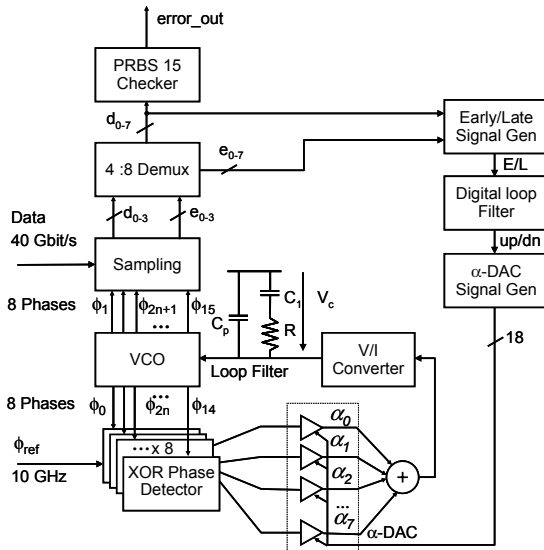 error_out
PRBS 15
Checker
d0-7
Early/Late
Signal Gen
4 :8 Demux
e0-7
E/L
Digital loop
Filter
d0-3
e0-3
Data
40 Gbit/s
up/dn
Sampling
α-DAC
Signal Gen
8 Phases
ϕ1
ϕ2n+1
ϕ15
...
C1
Vc
Cp
R
18
VCO
V/I
Converter
Loop Filter
8 Phases
ϕ0
...
ϕ2n
ϕ14
ϕref
10 GHz
... x 8
XOR Phase
Detector
α0
α1
α2
...
α7
+
α-DAC